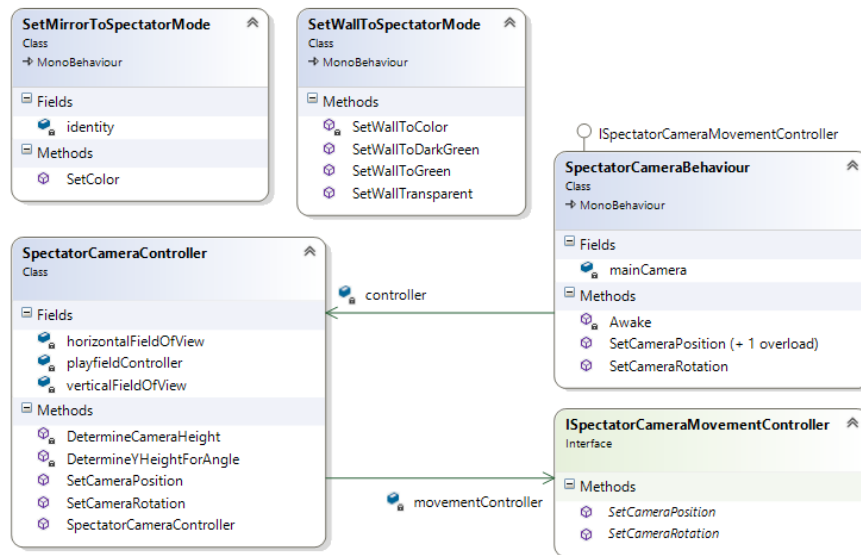 SetMirrorToSpectatorMode
Class
MonoBehaviour
Fields
identity
Methods
SetColor
SetWallToSpectatorMode
Class
MonoBehaviour
Methods
SetWallToColor
SetWallToDarkGreen
SetWallToGreen
SetWallTransparent
ISpectatorCameraMovementController
SpectatorCameraBehaviour
Class
MonoBehaviour
Fields
mainCamera
Methods
Awake
SetCameraPosition (+ 1 overload)
SetCameraRotation
SpectatorCameraController
Class
Fields
horizontalFieldOfView
playfieldController
verticalFieldOfView
Methods
DetermineCameraHeight
DetermineYHeightForAngle
SetCameraPosition
SetCameraRotation
SpectatorCameraController
controller
movementController
ISpectatorCameraMovementController
Interface
Methods
SetCameraPosition
SetCameraRotation